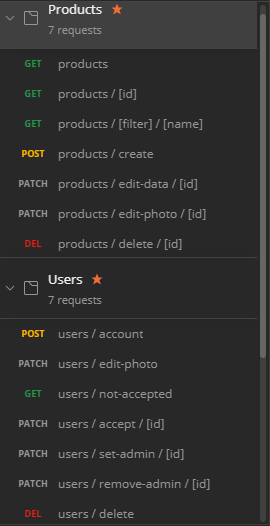 Products
7 requests
GET products
GET products / [id]
GET products / [filter] / [name]
POST products / create
PATCH products / edit-data / [id]
PATCH products / edit-photo / [id]
DEL products / delete / [id]
Users
7 requests
POST users / account
PATCH users / edit-photo
GET users / not-accepted
PATCH users / accept / [id]
PATCH users / set-admin / [id]
PATCH users / remove-admin / [id]
DEL users / delete